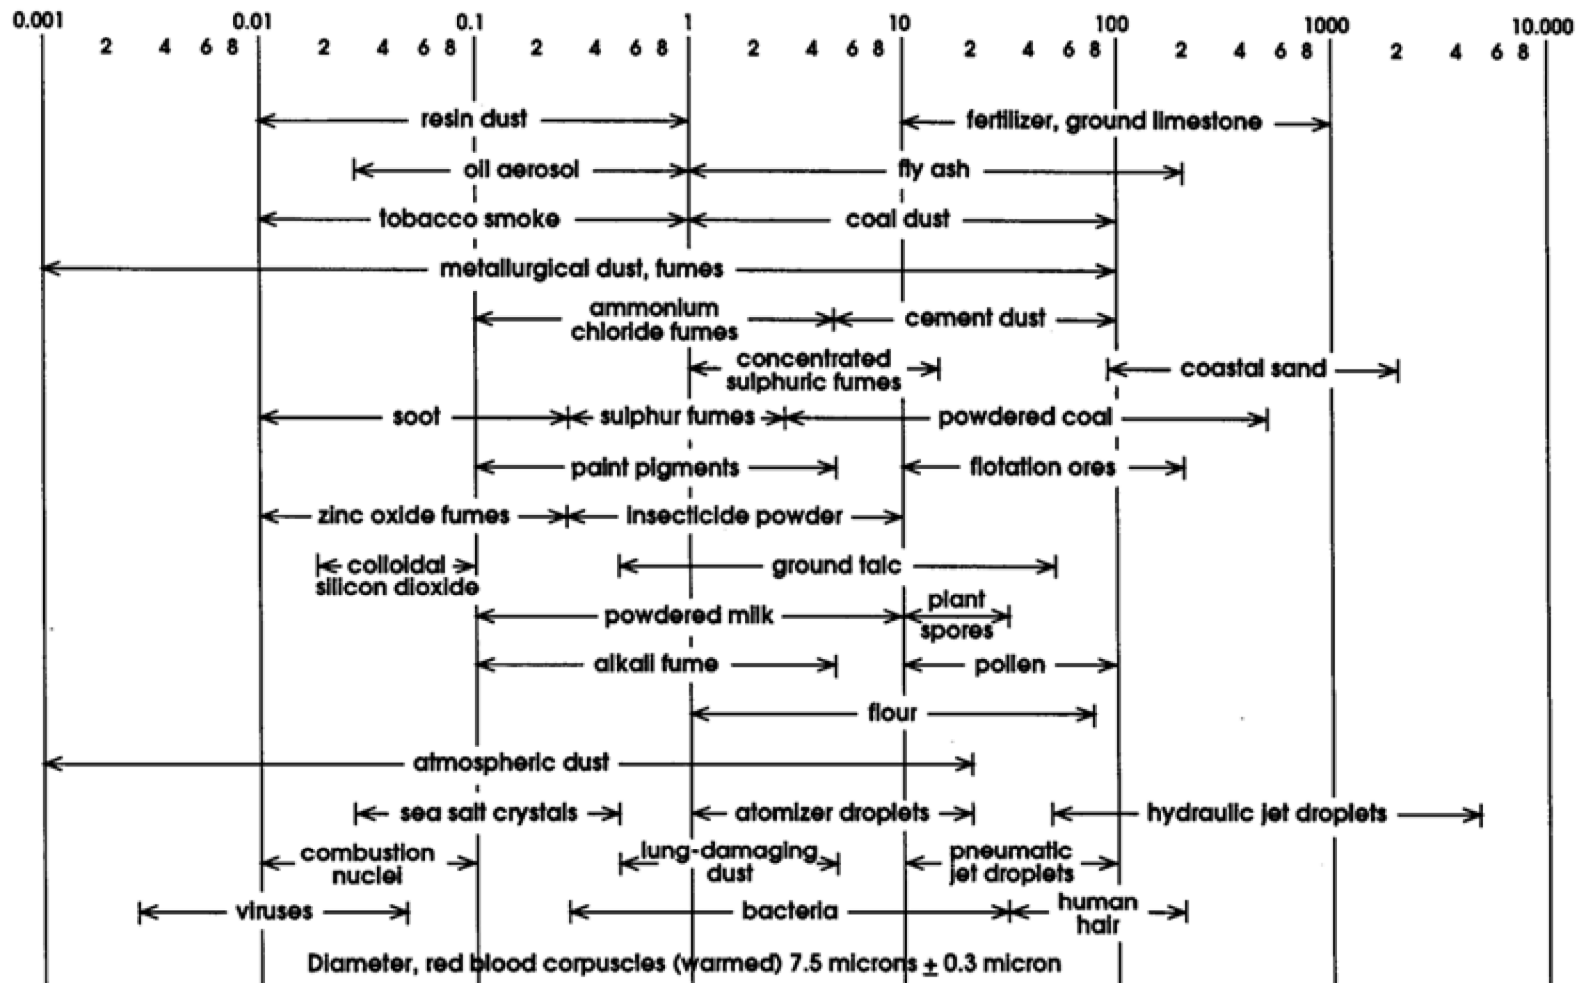 0.001 0.01 0.1 1 10 100 1000 10.000
2 4 6 8 2 4 6 8 2 4 6 8 2 4 6 8 2 4 6 8 2 4 6 8 2 4 6 8
resin dust fertilizer, ground limestone
oil aerosol fly ash
tobacco smoke coal dust
metallurgical dust, fumes
ammonium
chloride fumes cement dust
concentrated
sulphuric fumes coastal sand
soot sulphur fumes powdered coal
paint pigments flotation ores
zinc oxide fumes insecticide powder
colloidal ground talc
silicon dioxide
plant
powdered milk
spores
alkali fume pollen
flour
atmospheric dust
sea salt crystals atomizer droplets hydraulic jet droplets
combustion lung-damaging pneumatic
nuclei dust jet droplets
viruses bacteria human
hair
Diameter, red blood corpuscles (warmed) 7.5 microns ± 0.3 micron